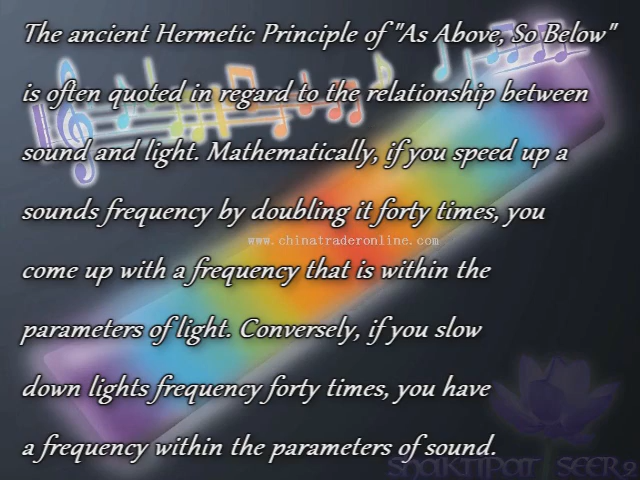 The ancient Hermetic Principle of "As Above, So Below"
is often quoted in regard to the relationship between
sound and light. Mathematically, if you speed up a
sounds frequency by doubling it forty times, you
www.chinatraderonline.com
come up with a frequency that is within the
parameters of light. Conversely, if you slow
down lights frequency forty times, you have
a frequency within the parameters of sound.
SHAKTIPAT SEER9